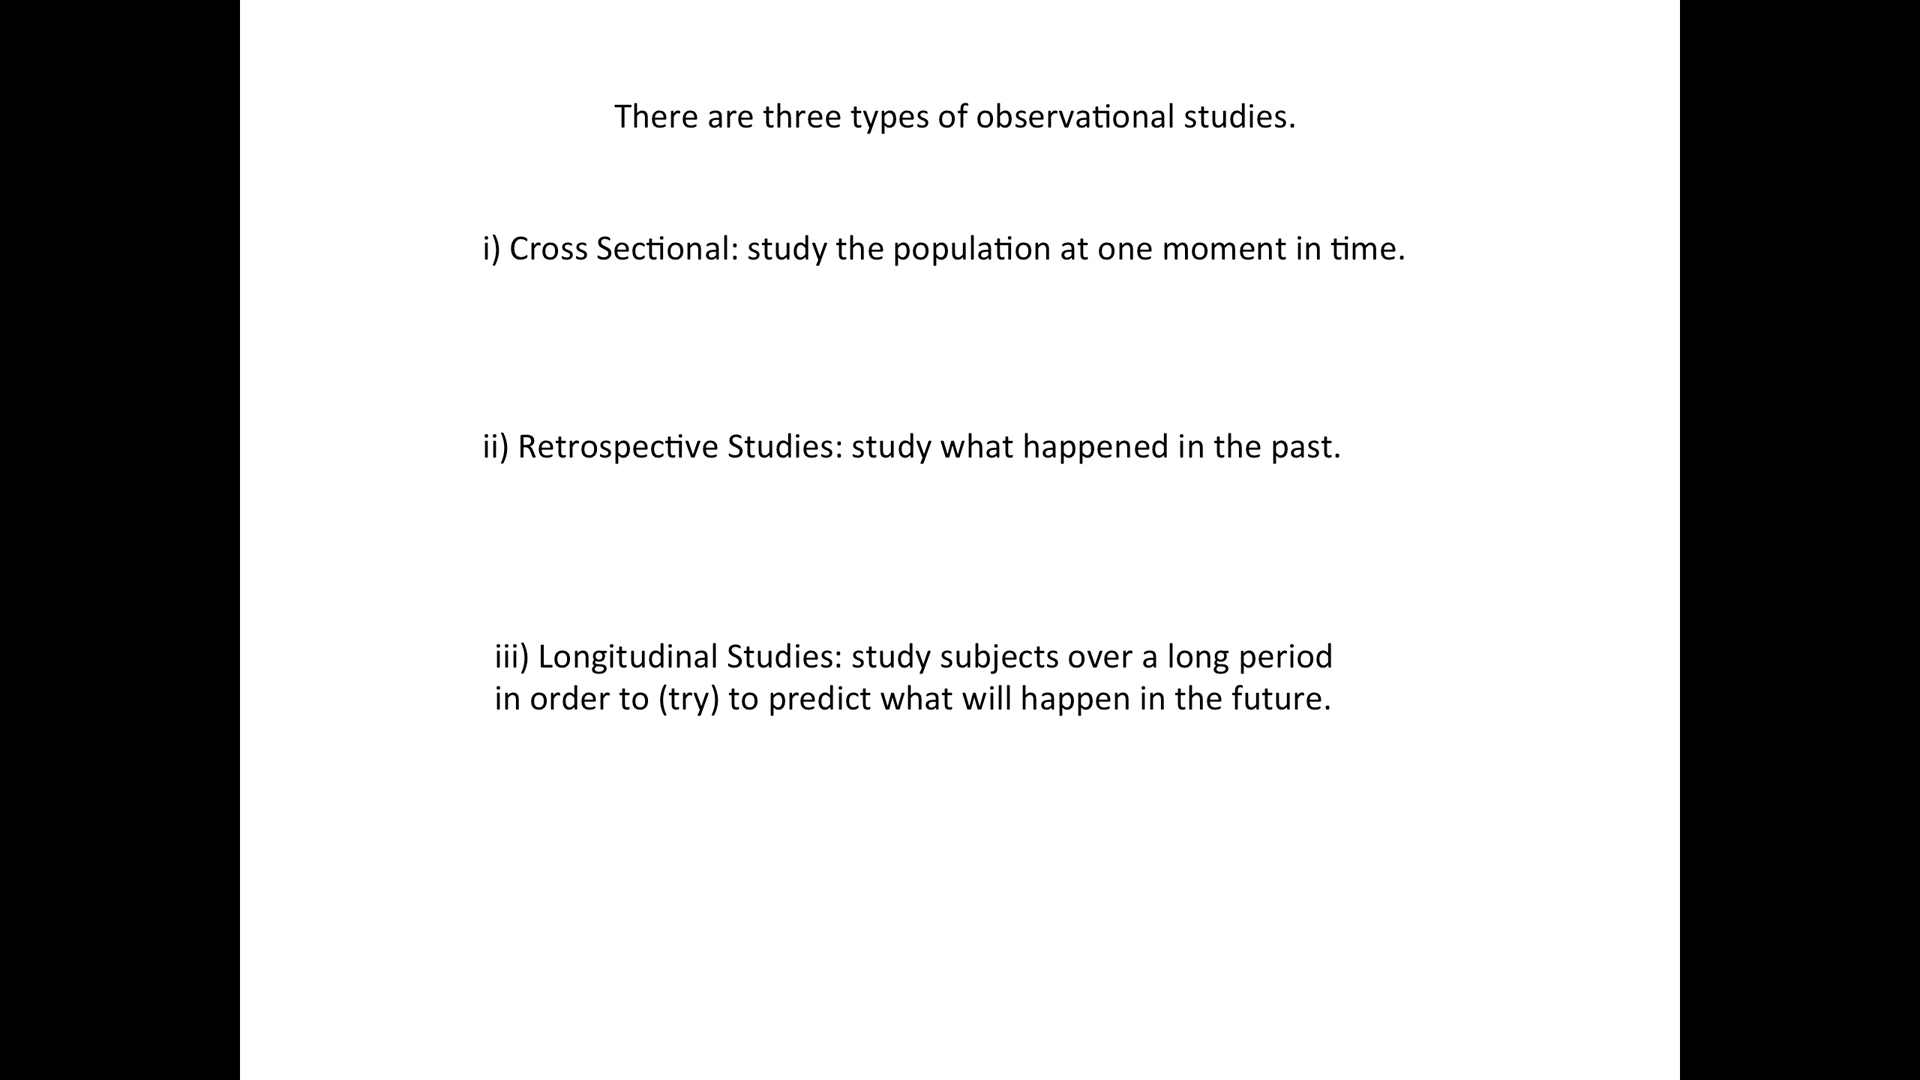 There are three types of observational studies.
i) Cross Sectional: study the population at one moment in time.
ii) Retrospective Studies: study what happened in the past.
iii) Longitudinal Studies: study subjects over a long period
in order to (try) to predict what will happen in the future.